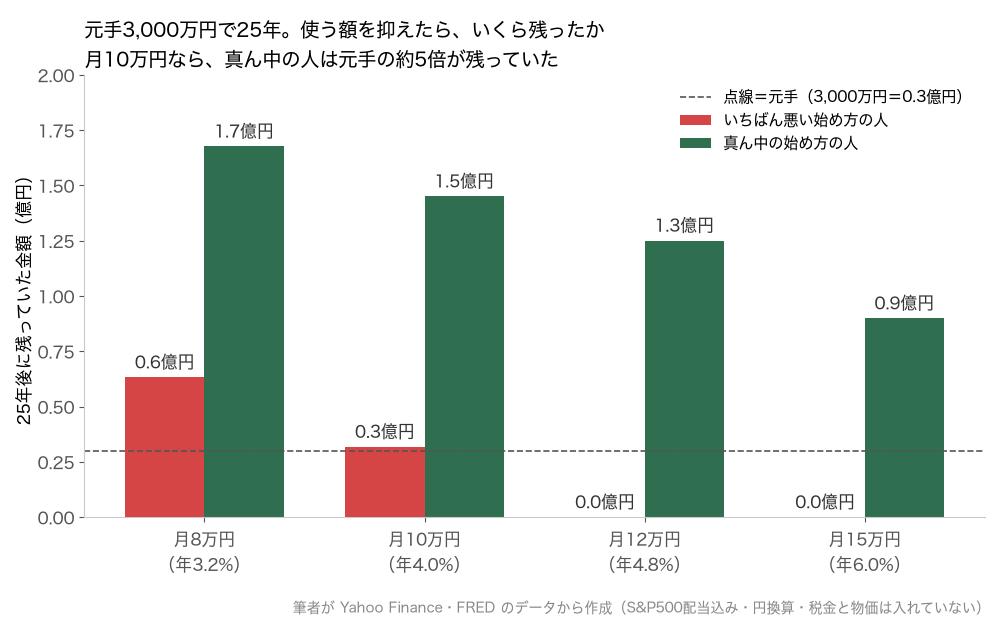 元手3,000万円で25年。使う額を抑えたら、いくら残ったか
月10万円なら、真ん中の人は元手の約5倍が残っていた
25年後に残っていた金額（億円）
2.00
1.75
1.50
1.25
1.00
0.75
0.50
0.25
0.00
点線＝元手（3,000万円＝0.3億円）
いちばん悪い始め方の人
真ん中の始め方の人
0.6億円
1.7億円
0.3億円
1.5億円
0.0億円
1.3億円
0.0億円
0.9億円
月8万円
（年3.2%）
月10万円
（年4.0%）
月12万円
（年4.8%）
月15万円
（年6.0%）
筆者が Yahoo Finance・FRED のデータから作成（S&P500配当込み・円換算・税金と物価は入れていない）